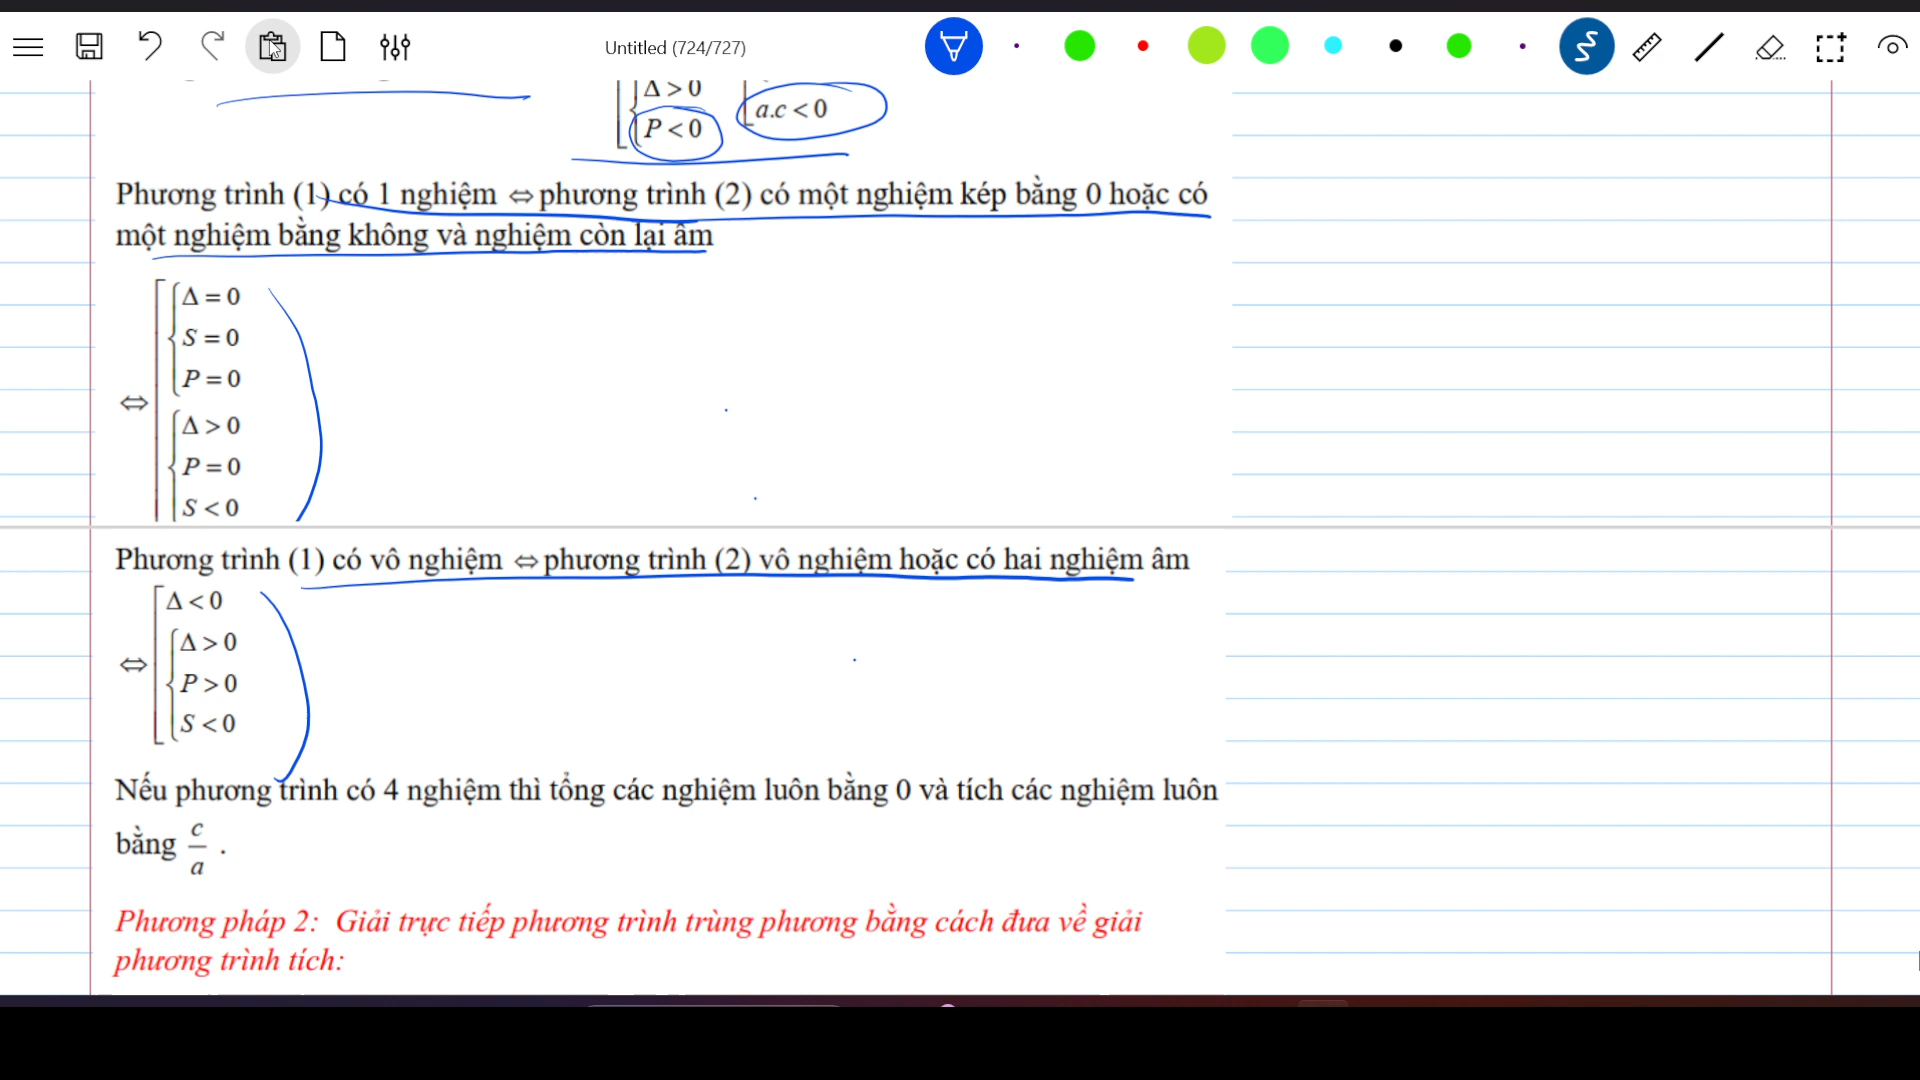 Untitled (724/727)
Δ > 0
P < 0
a.c < 0
Phương trình (1) có 1 nghiệm ⇔ phương trình (2) có một nghiệm kép bằng 0 hoặc có
một nghiệm bằng không và nghiệm còn lại âm
Δ = 0
S = 0
P = 0
⇔
Δ > 0
P = 0
S < 0
Phương trình (1) có vô nghiệm ⇔ phương trình (2) vô nghiệm hoặc có hai nghiệm âm
Δ < 0
Δ > 0
⇔
P > 0
S < 0
Nếu phương trình có 4 nghiệm thì tổng các nghiệm luôn bằng 0 và tích các nghiệm luôn
bằng c/a .
Phương pháp 2: Giải trực tiếp phương trình trùng phương bằng cách đưa về giải
phương trình tích: